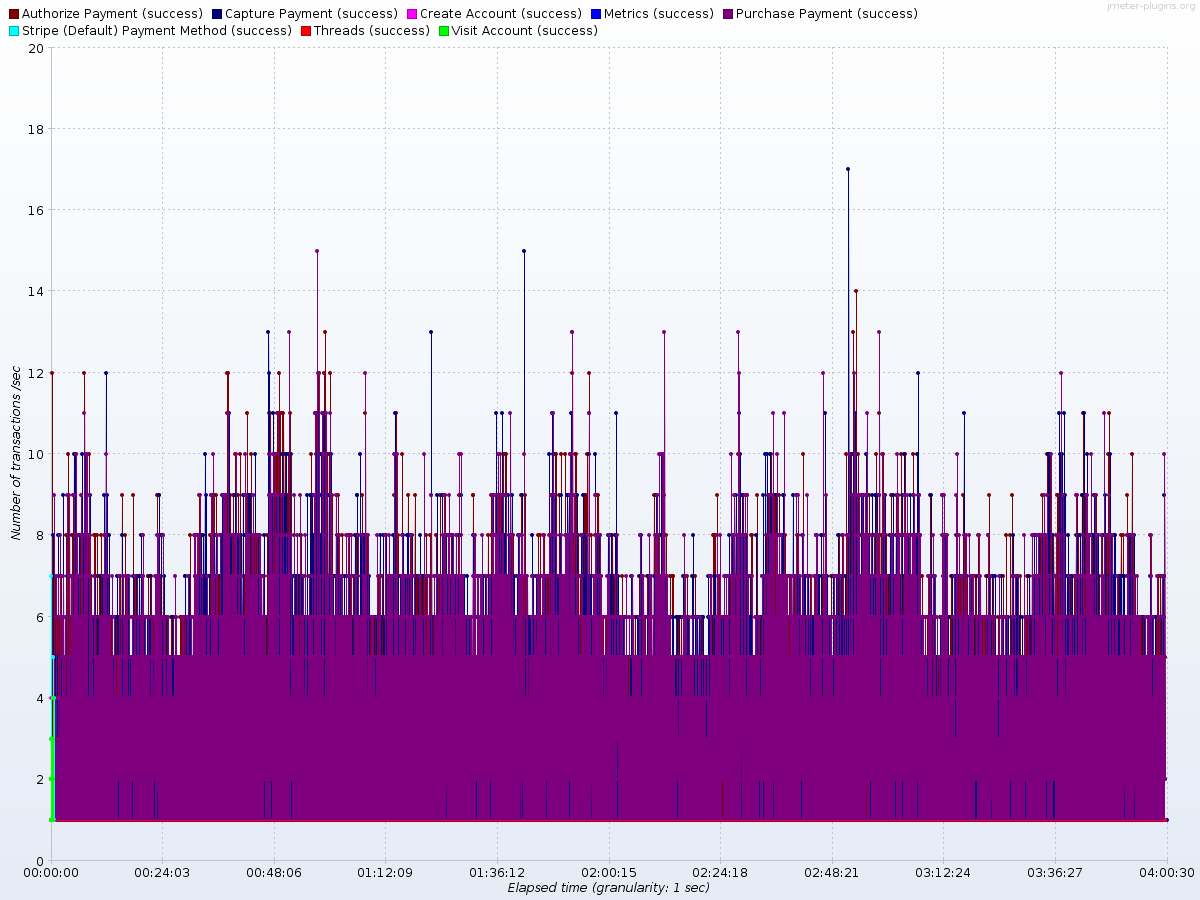 Authorize Payment (success) Capture Payment (success) Create Account (success) Metrics (success) Purchase Payment (success)
jmeter-plugins.org
Stripe (Default) Payment Method (success) Threads (success) Visit Account (success)
20
18
16
14
12
10
8
6
4
2
0
Number of transactions /sec
00:00:00 00:24:03 00:48:06 01:12:09 01:36:12 02:00:15 02:24:18 02:48:21 03:12:24 03:36:27 04:00:30
Elapsed time (granularity: 1 sec)